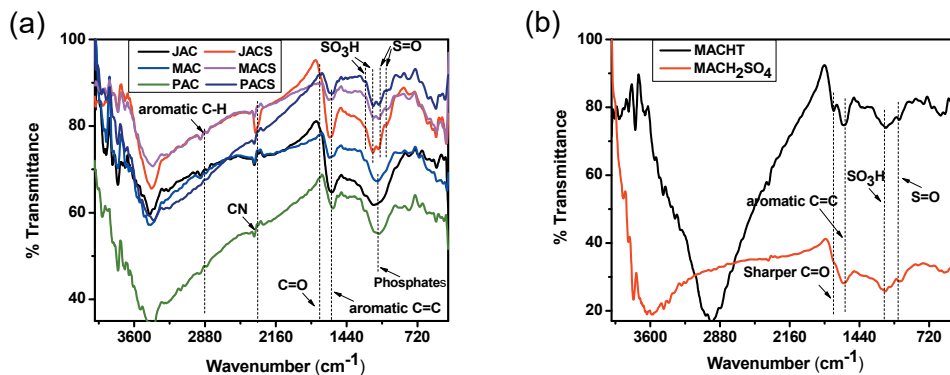 (a)
100
80
60
40
% Transmittance
JAC
JACS
MAC
MACS
PAC
PACS
SO3H
S=O
aromatic C-H
CN
C=O
Phosphates
aromatic C=C
3600
2880
2160
1440
720
Wavenumber (cm-1)
(b)
100
80
60
40
20
% Transmittance
MACHT
MACH2SO4
SO3H
aromatic C=C
S=O
Sharper C=O
3600
2880
2160
1440
720
Wavenumber (cm-1)